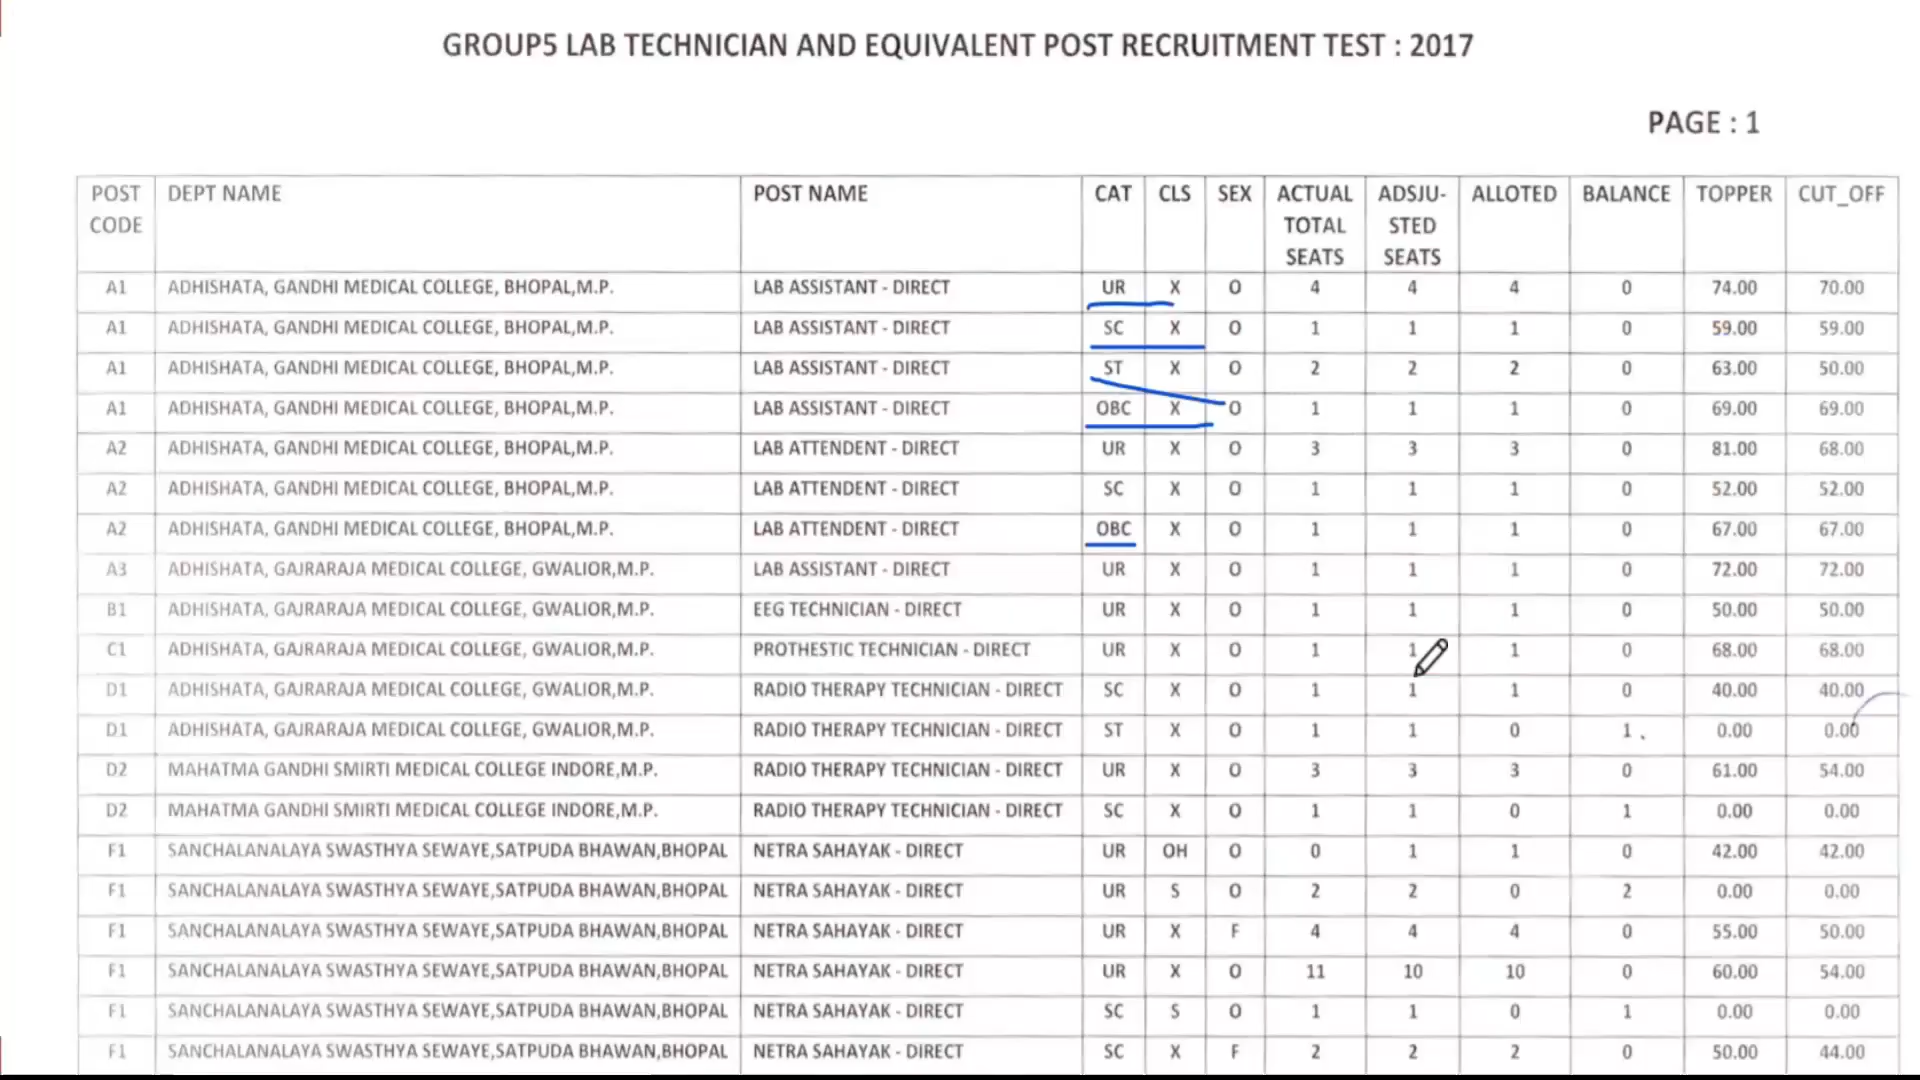 GROUP5 LAB TECHNICIAN AND EQUIVALENT POST RECRUITMENT TEST : 2017
PAGE : 1
POST CODE DEPT NAME POST NAME CAT CLS SEX ACTUAL TOTAL SEATS ADSJU-STED SEATS ALLOTED BALANCE TOPPER CUT_OFF
A1 ADHISHATA, GANDHI MEDICAL COLLEGE, BHOPAL,M.P. LAB ASSISTANT - DIRECT UR X O 4 4 4 0 74.00 70.00
A1 ADHISHATA, GANDHI MEDICAL COLLEGE, BHOPAL,M.P. LAB ASSISTANT - DIRECT SC X O 1 1 1 0 59.00 59.00
A1 ADHISHATA, GANDHI MEDICAL COLLEGE, BHOPAL,M.P. LAB ASSISTANT - DIRECT ST X O 2 2 2 0 63.00 50.00
A1 ADHISHATA, GANDHI MEDICAL COLLEGE, BHOPAL,M.P. LAB ASSISTANT - DIRECT OBC X O 1 1 1 0 69.00 69.00
A2 ADHISHATA, GANDHI MEDICAL COLLEGE, BHOPAL,M.P. LAB ATTENDENT - DIRECT UR X O 3 3 3 0 81.00 68.00
A2 ADHISHATA, GANDHI MEDICAL COLLEGE, BHOPAL,M.P. LAB ATTENDENT - DIRECT SC X O 1 1 1 0 52.00 52.00
A2 ADHISHATA, GANDHI MEDICAL COLLEGE, BHOPAL,M.P. LAB ATTENDENT - DIRECT OBC X O 1 1 1 0 67.00 67.00
A3 ADHISHATA, GAJRARAJA MEDICAL COLLEGE, GWALIOR,M.P. LAB ASSISTANT - DIRECT UR X O 1 1 1 0 72.00 72.00
B1 ADHISHATA, GAJRARAJA MEDICAL COLLEGE, GWALIOR,M.P. EEG TECHNICIAN - DIRECT UR X O 1 1 1 0 50.00 50.00
C1 ADHISHATA, GAJRARAJA MEDICAL COLLEGE, GWALIOR,M.P. PROTHESTIC TECHNICIAN - DIRECT UR X O 1 1 1 0 68.00 68.00
D1 ADHISHATA, GAJRARAJA MEDICAL COLLEGE, GWALIOR,M.P. RADIO THERAPY TECHNICIAN - DIRECT SC X O 1 1 1 0 40.00 40.00
D1 ADHISHATA, GAJRARAJA MEDICAL COLLEGE, GWALIOR,M.P. RADIO THERAPY TECHNICIAN - DIRECT ST X O 1 1 0 1 0.00 0.00
D2 MAHATMA GANDHI SMIRTI MEDICAL COLLEGE INDORE,M.P. RADIO THERAPY TECHNICIAN - DIRECT UR X O 3 3 3 0 61.00 54.00
D2 MAHATMA GANDHI SMIRTI MEDICAL COLLEGE INDORE,M.P. RADIO THERAPY TECHNICIAN - DIRECT SC X O 1 1 0 1 0.00 0.00
F1 SANCHALANALAYA SWASTHYA SEWAYE,SATPUDA BHAWAN,BHOPAL NETRA SAHAYAK - DIRECT UR OH O 0 1 1 0 42.00 42.00
F1 SANCHALANALAYA SWASTHYA SEWAYE,SATPUDA BHAWAN,BHOPAL NETRA SAHAYAK - DIRECT UR S O 2 2 0 2 0.00 0.00
F1 SANCHALANALAYA SWASTHYA SEWAYE,SATPUDA BHAWAN,BHOPAL NETRA SAHAYAK - DIRECT UR X F 4 4 4 0 55.00 50.00
F1 SANCHALANALAYA SWASTHYA SEWAYE,SATPUDA BHAWAN,BHOPAL NETRA SAHAYAK - DIRECT UR X O 11 10 10 0 60.00 54.00
F1 SANCHALANALAYA SWASTHYA SEWAYE,SATPUDA BHAWAN,BHOPAL NETRA SAHAYAK - DIRECT SC S O 1 1 0 1 0.00 0.00
F1 SANCHALANALAYA SWASTHYA SEWAYE,SATPUDA BHAWAN,BHOPAL NETRA SAHAYAK - DIRECT SC X F 2 2 2 0 50.00 44.00